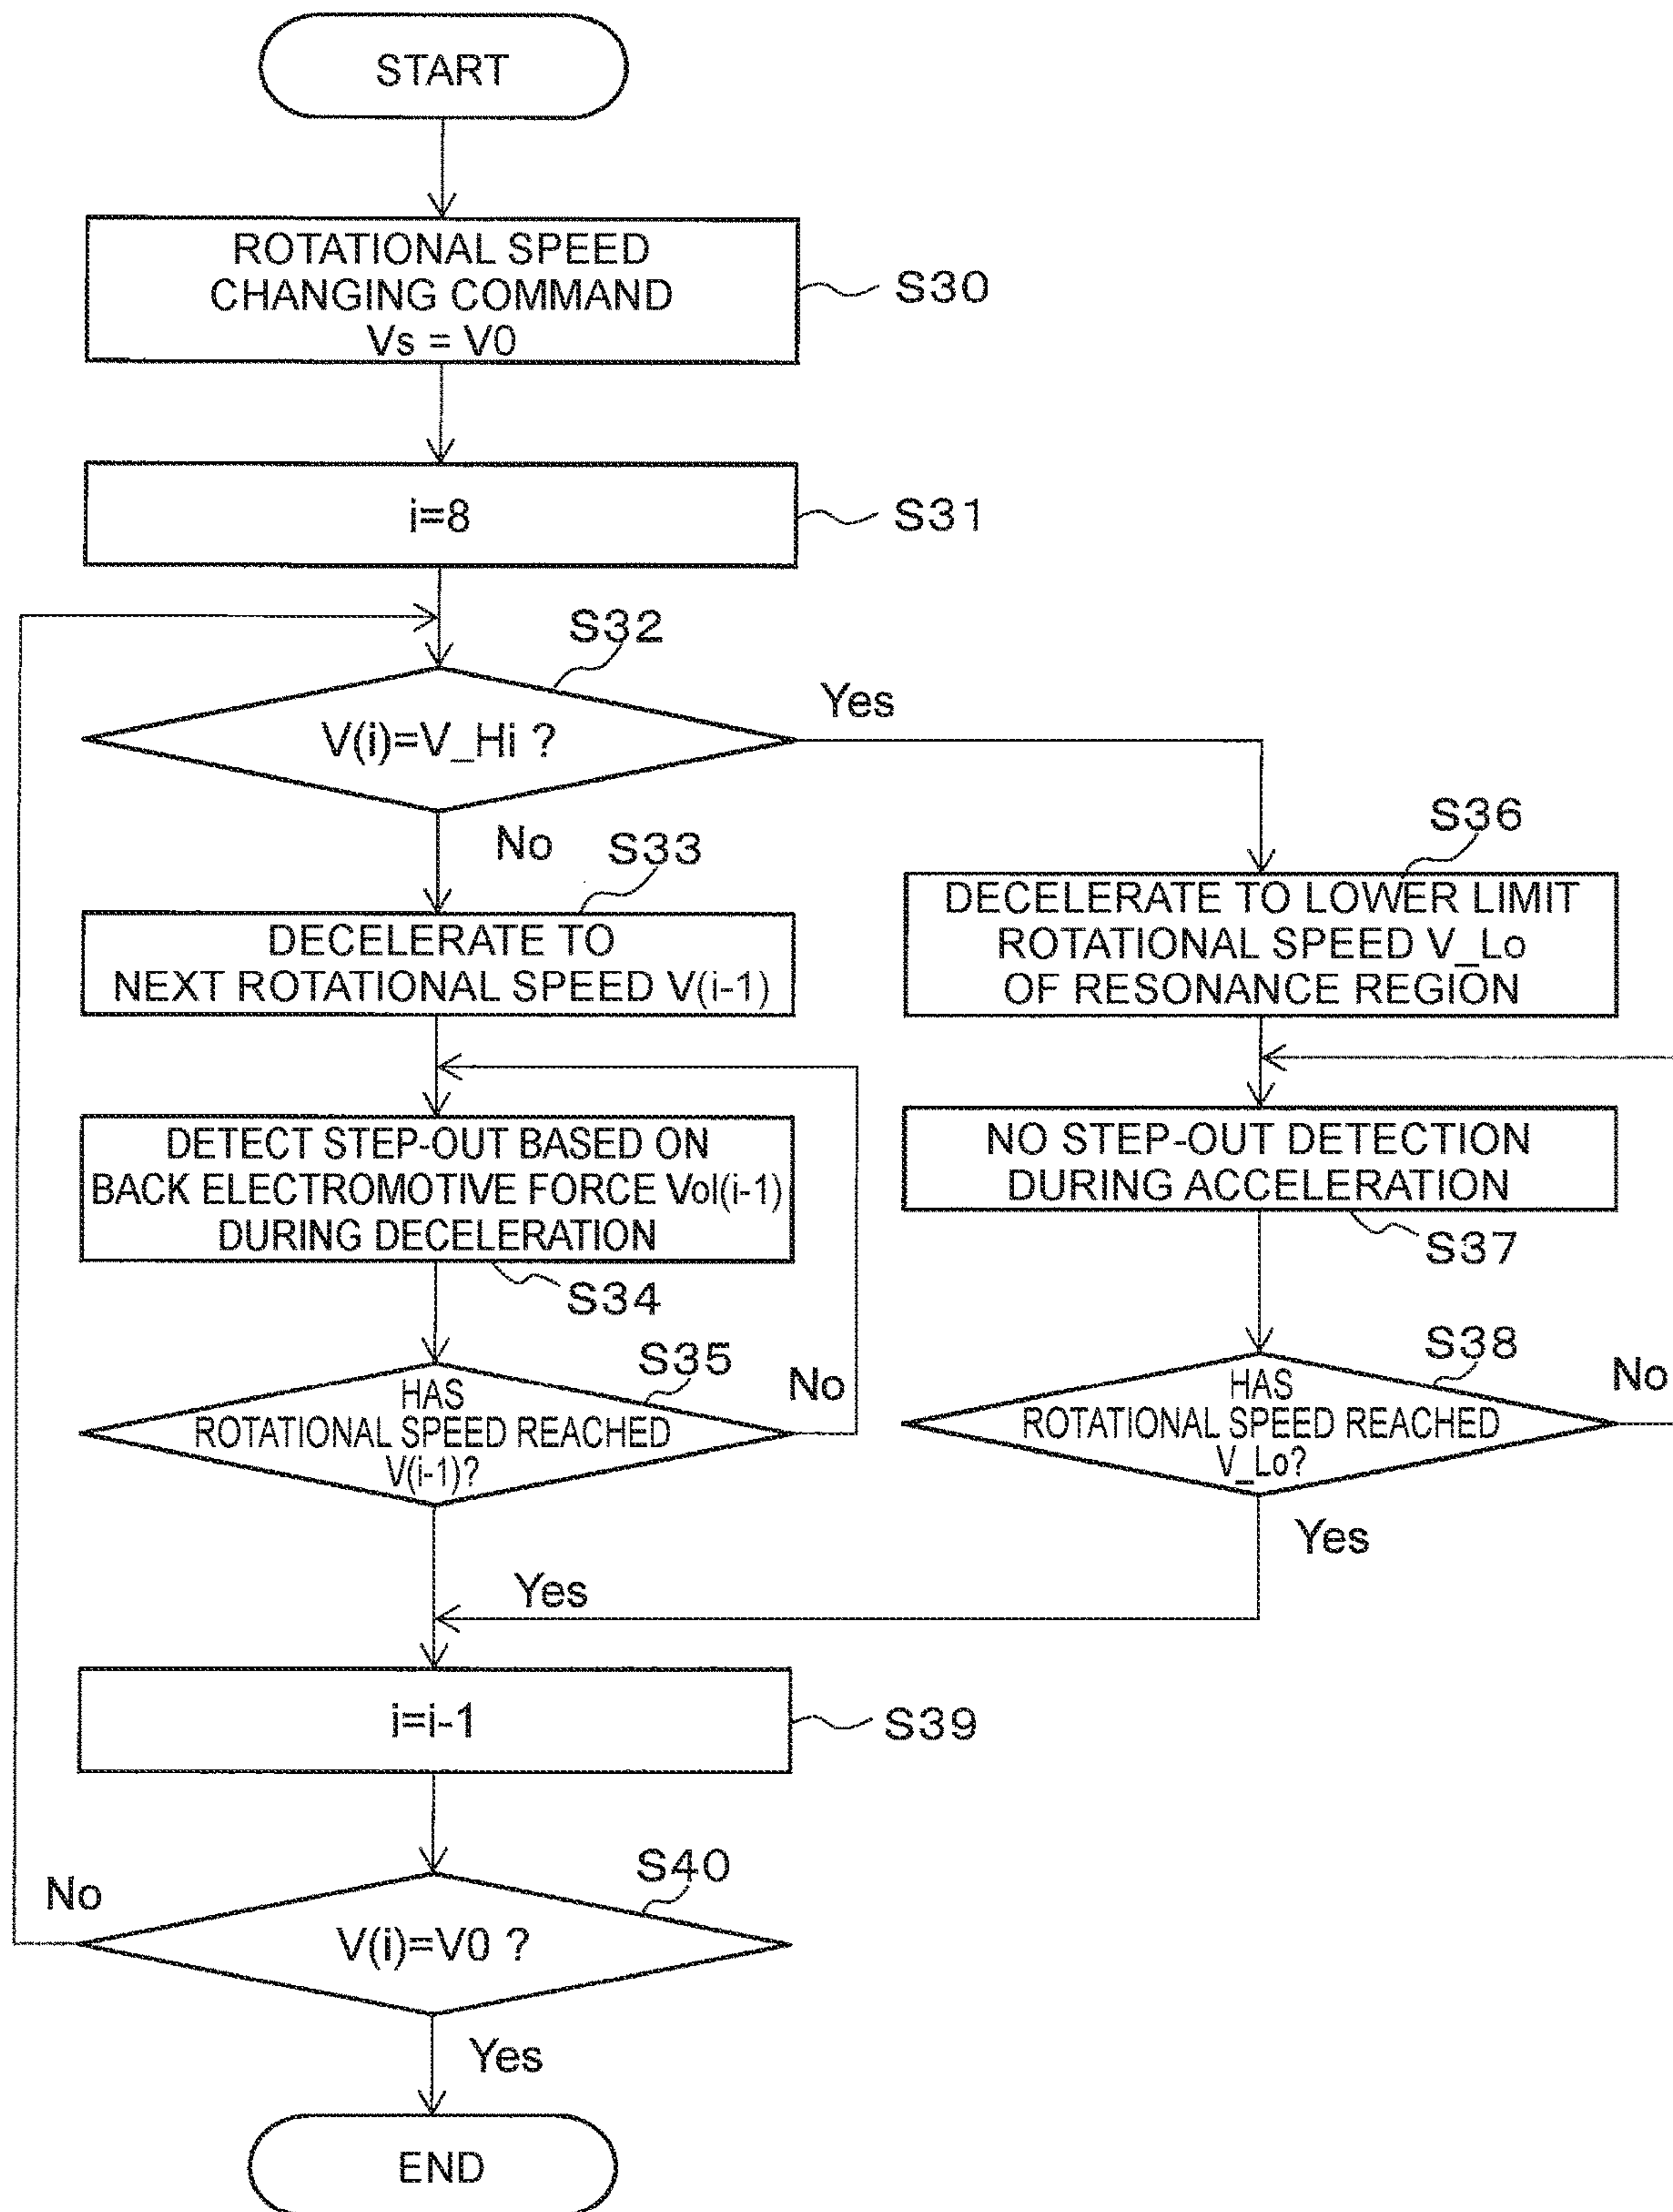 START
ROTATIONAL SPEED
CHANGING COMMAND
Vs = V0
S30
i=8
S31
S32
V(i)=V_Hi ?
Yes
No
S33
DECELERATE TO
NEXT ROTATIONAL SPEED V(i-1)
S36
DECELERATE TO LOWER LIMIT
ROTATIONAL SPEED V_Lo
OF RESONANCE REGION
DETECT STEP-OUT BASED ON
BACK ELECTROMOTIVE FORCE Vol(i-1)
DURING DECELERATION
S34
NO STEP-OUT DETECTION
DURING ACCELERATION
S37
S35
HAS
ROTATIONAL SPEED REACHED
V(i-1)?
No
Yes
S38
HAS
ROTATIONAL SPEED REACHED
V_Lo?
No
Yes
i=i-1
S39
S40
V(i)=V0 ?
No
Yes
END